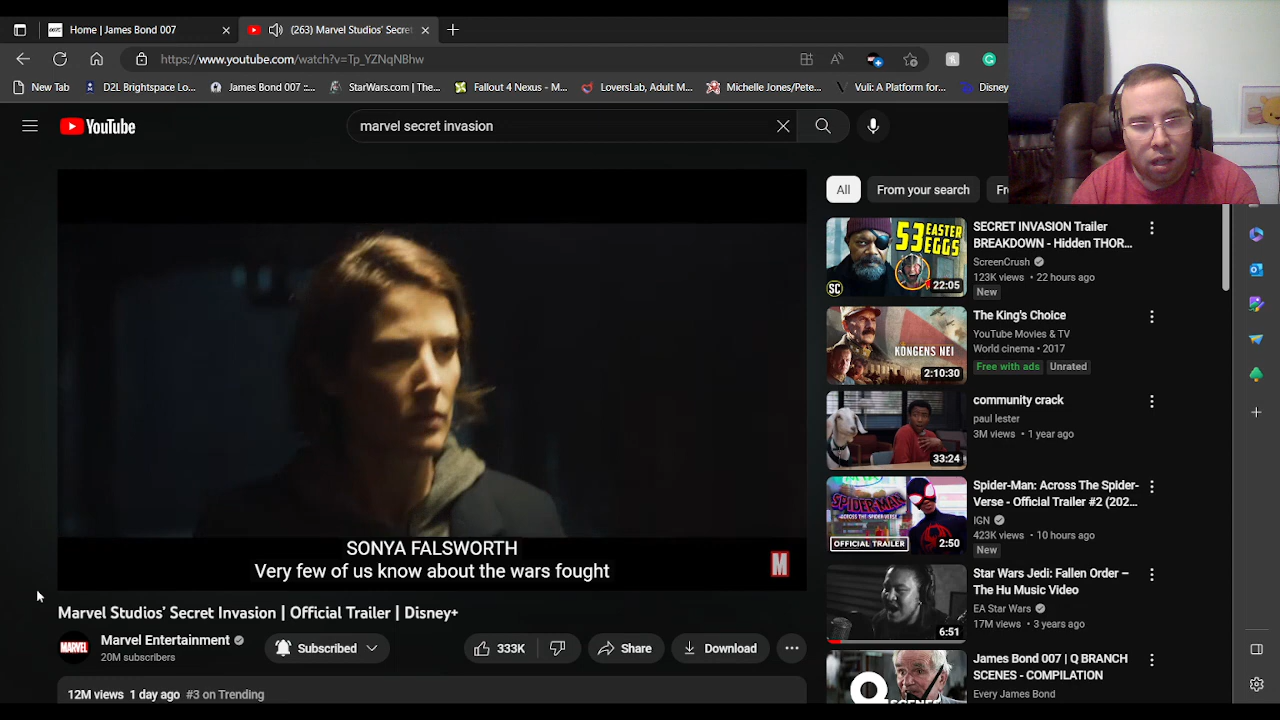 Home | James Bond 007
(263) Marvel Studios' Secret
https://www.youtube.com/watch?v=Tp_YZNqNBhw
New Tab
D2L Brightspace Lo...
James Bond 007 ::...
StarWars.com | The...
Fallout 4 Nexus - M...
LoversLab, Adult M...
Michelle Jones/Pete...
Vuli: A Platform for...
Disney
YouTube
marvel secret invasion
All
From your search
SONYA FALSWORTH
Very few of us know about the wars fought
M
Marvel Studios' Secret Invasion | Official Trailer | Disney+
MARVEL
Marvel Entertainment
20M subscribers
Subscribed
333K
Share
Download
12M views 1 day ago #3 on Trending
53 EASTER
EGGS
SC
22:05
SECRET INVASION Trailer
BREAKDOWN - Hidden THOR...
ScreenCrush
123K views • 22 hours ago
New
KONGENS NEI
2:10:30
The King's Choice
YouTube Movies & TV
World cinema • 2017
Free with ads
Unrated
33:24
community crack
paul lester
3M views • 1 year ago
SPIDER-MAN
ACROSS THE SPIDER-VERSE
OFFICIAL TRAILER
2:50
Spider-Man: Across The Spider-
Verse - Official Trailer #2 (202...
IGN
423K views • 10 hours ago
New
6:51
Star Wars Jedi: Fallen Order –
The Hu Music Video
EA Star Wars
17M views • 3 years ago
Q
SCENES
James Bond 007 | Q BRANCH
SCENES - COMPILATION
Every James Bond